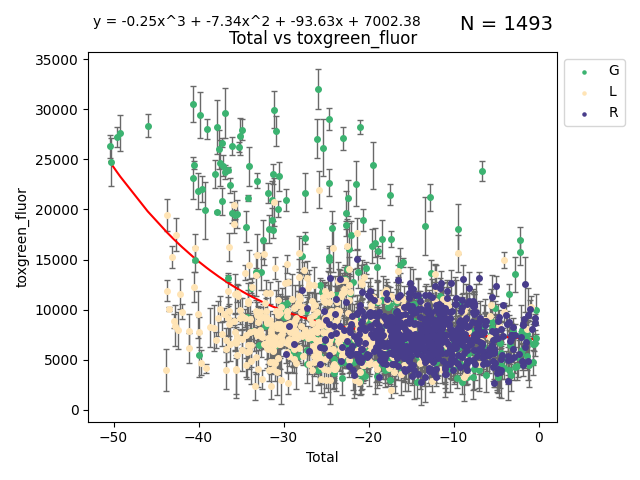 y = -0.25x^3 + -7.34x^2 + -93.63x + 7002.38
N = 1493
Total vs toxgreen_fluor
35000
30000
25000
20000
15000
10000
5000
0
toxgreen_fluor
−50
−40
−30
−20
−10
0
Total
G
L
R